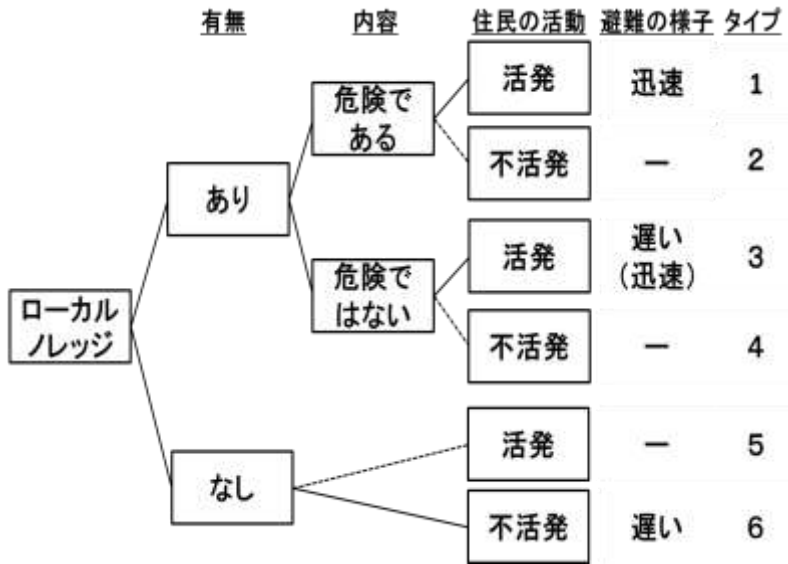 有無 内容 住民の活動 避難の様子 タイプ
危険で
ある
活発 迅速 1
不活発 ー 2
あり
危険で
はない
活発 遅い
(迅速) 3
不活発 ー 4
ローカル
ノレッジ
なし
活発 ー 5
不活発 遅い 6